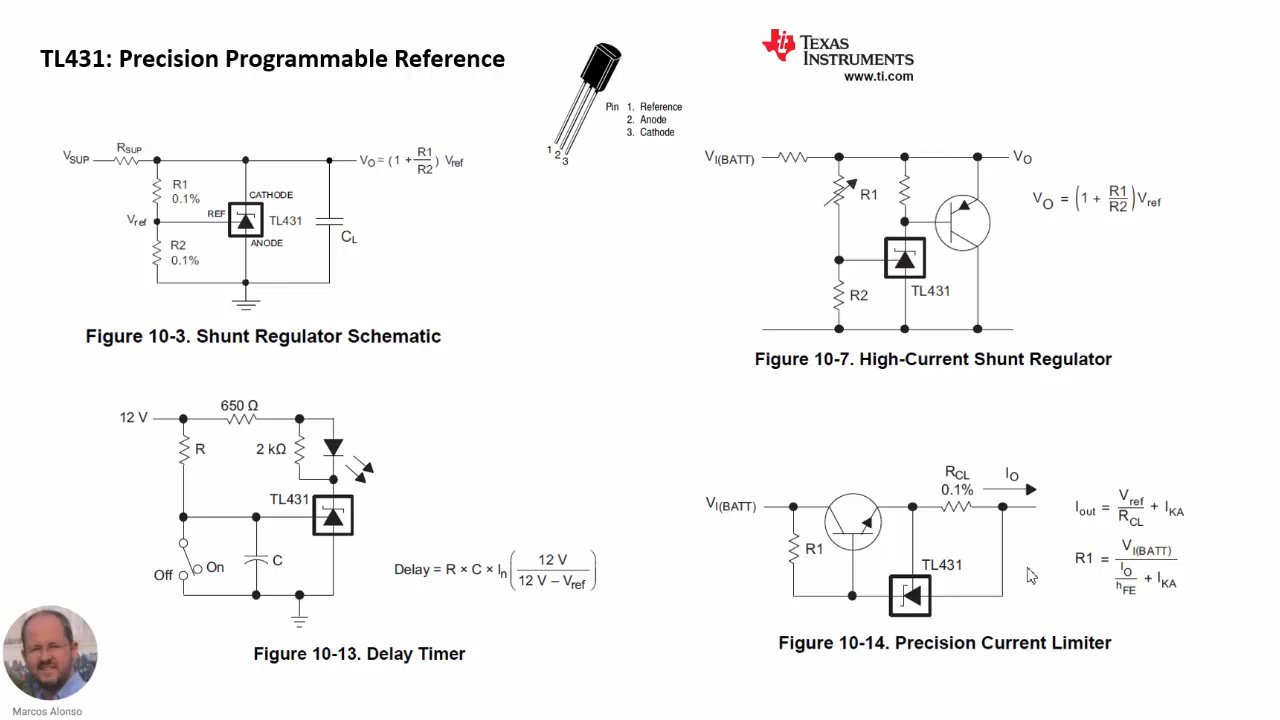 TL431: Precision Programmable Reference
TEXAS
INSTRUMENTS
www.ti.com
Pin 1. Reference
2. Anode
3. Cathode
1
2
3
VSUP
RSUP
VO = (1 + R1/R2) Vref
R1
0.1%
CATHODE
Vref
REF
TL431
R2
0.1%
ANODE
CL
Figure 10-3. Shunt Regulator Schematic
VI(BATT)
VO
R1
VO = (1 + R1/R2) Vref
R2
TL431
Figure 10-7. High-Current Shunt Regulator
650 Ω
12 V
R
2 kΩ
TL431
Off
On
C
Delay = R × C × In (12 V / 12 V – Vref)
Figure 10-13. Delay Timer
RCL
0.1%
IO
VI(BATT)
R1
TL431
Iout = Vref/RCL + IKA
R1 = VI(BATT) / IO/hFE + IKA
Figure 10-14. Precision Current Limiter
Marcos Alonso